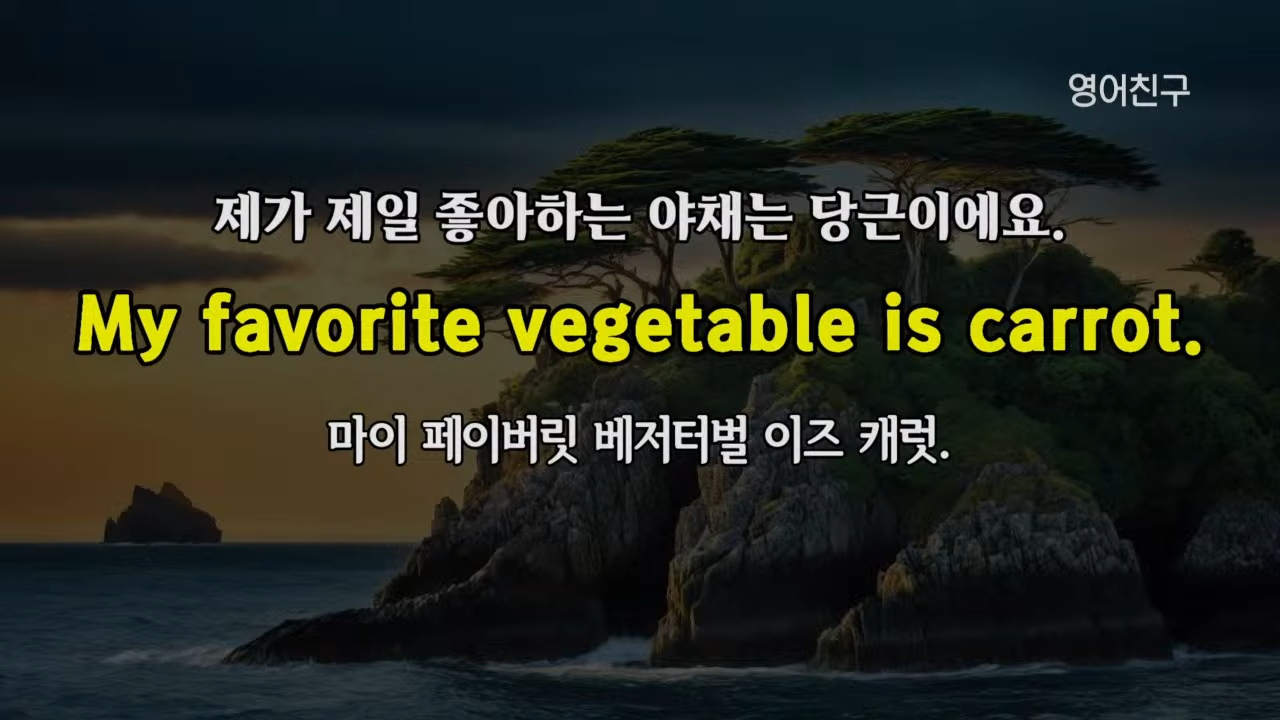 영어친구
제가 제일 좋아하는 야채는 당근이에요.
My favorite vegetable is carrot.
마이 페이버릿 베저터벌 이즈 캐럿.